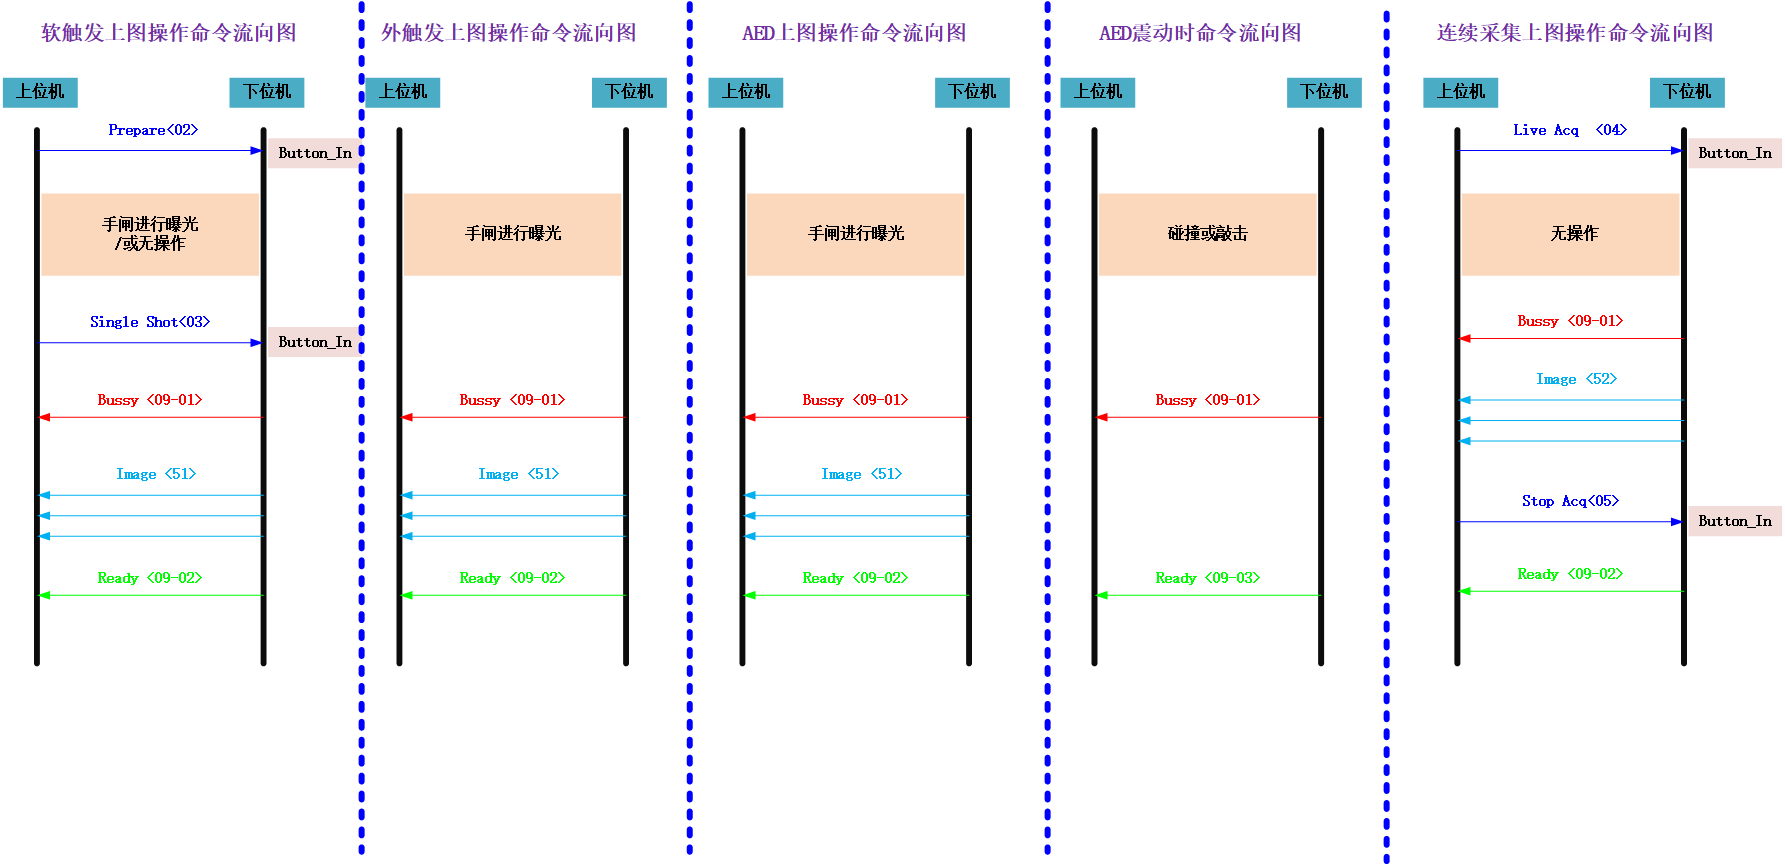 软触发上图操作命令流向图
上位机
下位机
Prepare<02>
Button_In
手闸进行曝光
/或无操作
Single Shot<03>
Button_In
Bussy <09-01>
Image <51>
Ready <09-02>
外触发上图操作命令流向图
上位机
下位机
手闸进行曝光
Bussy <09-01>
Image <51>
Ready <09-02>
AED上图操作命令流向图
上位机
下位机
手闸进行曝光
Bussy <09-01>
Image <51>
Ready <09-02>
AED震动时命令流向图
上位机
下位机
碰撞或敲击
Bussy <09-01>
Ready <09-03>
连续采集上图操作命令流向图
上位机
下位机
Live Acq  <04>
Button_In
无操作
Bussy <09-01>
Image <52>
Stop Acq<05>
Button_In
Ready <09-02>